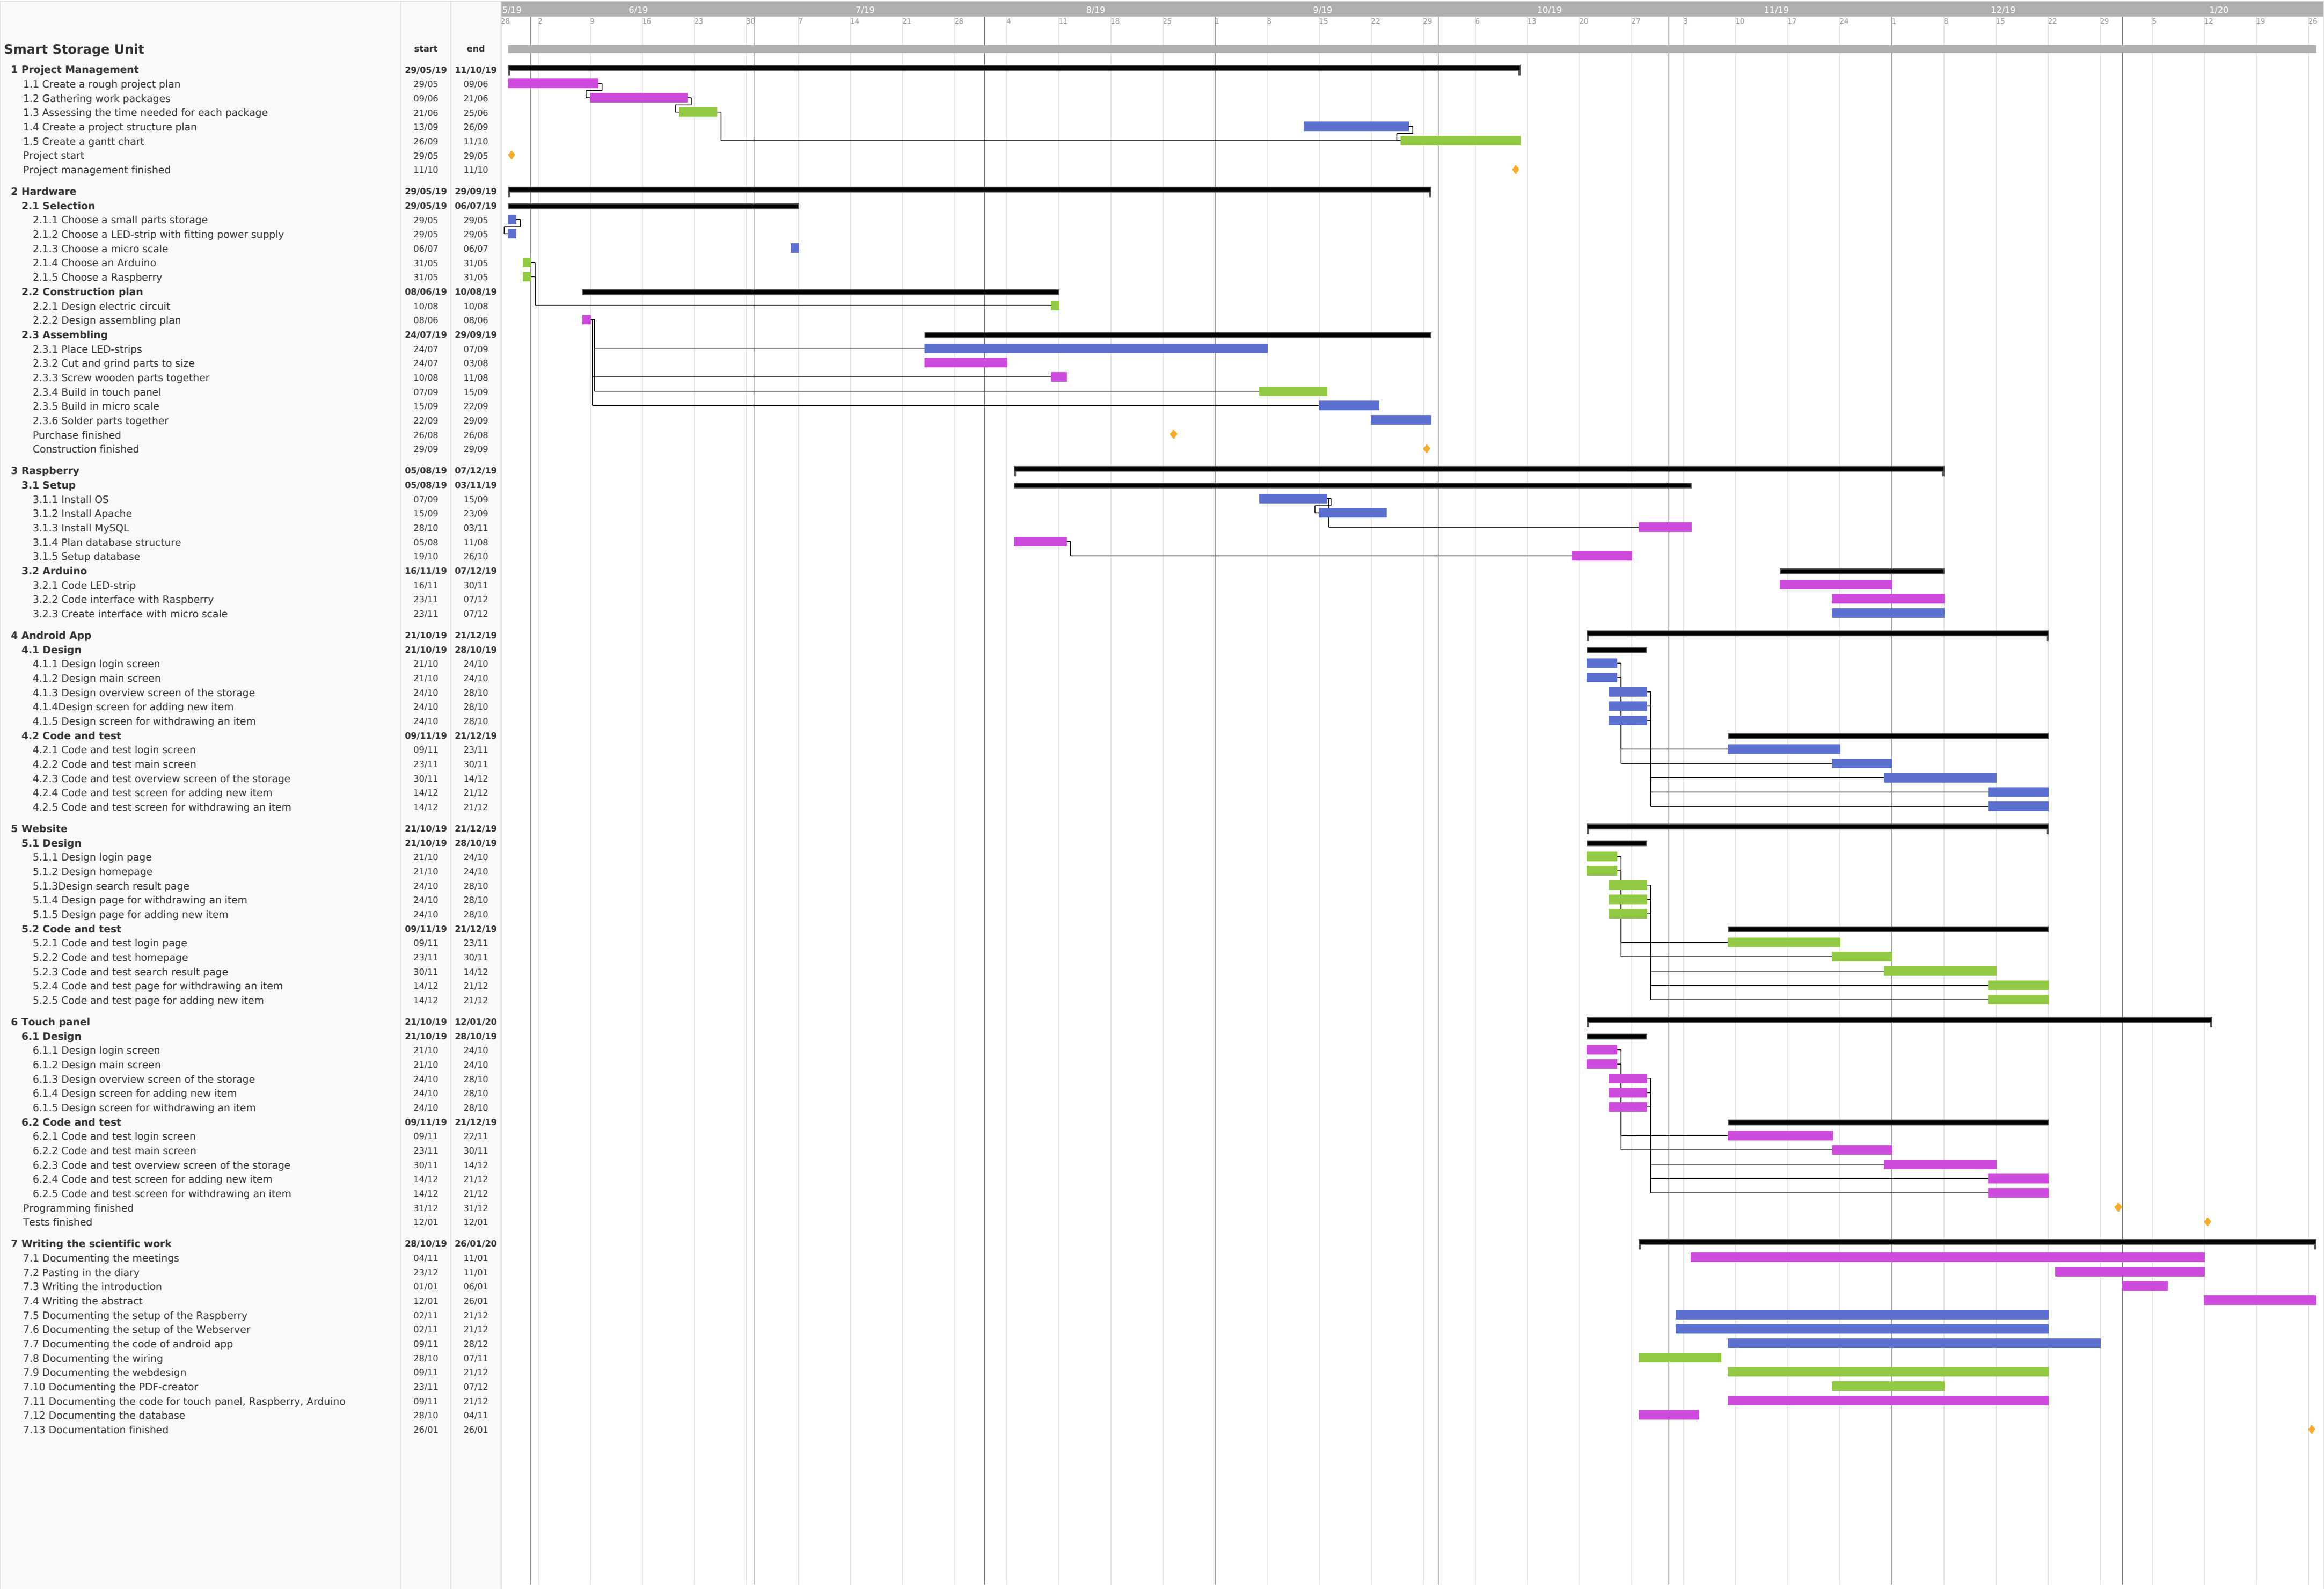 5/19 6/19 7/19 8/19 9/19 10/19 11/19 12/19 1/20
28 2 9 16 23 30 7 14 21 28 4 11 18 25 1 8 15 22 29 6 13 20 27 3 10 17 24 1 8 15 22 29 5 12 19 26
Smart Storage Unit start end
1 Project Management 29/05/19 11/10/19
1.1 Create a rough project plan 29/05 09/06
1.2 Gathering work packages 09/06 21/06
1.3 Assessing the time needed for each package 21/06 25/06
1.4 Create a project structure plan 13/09 26/09
1.5 Create a gantt chart 26/09 11/10
Project start 29/05 29/05
Project management finished 11/10 11/10
2 Hardware 29/05/19 29/09/19
2.1 Selection 29/05/19 06/07/19
2.1.1 Choose a small parts storage 29/05 29/05
2.1.2 Choose a LED-strip with fitting power supply 29/05 29/05
2.1.3 Choose a micro scale 06/07 06/07
2.1.4 Choose an Arduino 31/05 31/05
2.1.5 Choose a Raspberry 31/05 31/05
2.2 Construction plan 08/06/19 10/08/19
2.2.1 Design electric circuit 10/08 10/08
2.2.2 Design assembling plan 08/06 08/06
2.3 Assembling 24/07/19 29/09/19
2.3.1 Place LED-strips 24/07 07/09
2.3.2 Cut and grind parts to size 24/07 03/08
2.3.3 Screw wooden parts together 10/08 11/08
2.3.4 Build in touch panel 07/09 15/09
2.3.5 Build in micro scale 15/09 22/09
2.3.6 Solder parts together 22/09 29/09
Purchase finished 26/08 26/08
Construction finished 29/09 29/09
3 Raspberry 05/08/19 07/12/19
3.1 Setup 05/08/19 03/11/19
3.1.1 Install OS 07/09 15/09
3.1.2 Install Apache 15/09 23/09
3.1.3 Install MySQL 28/10 03/11
3.1.4 Plan database structure 05/08 11/08
3.1.5 Setup database 19/10 26/10
3.2 Arduino 16/11/19 07/12/19
3.2.1 Code LED-strip 16/11 30/11
3.2.2 Code interface with Raspberry 23/11 07/12
3.2.3 Create interface with micro scale 23/11 07/12
4 Android App 21/10/19 21/12/19
4.1 Design 21/10/19 28/10/19
4.1.1 Design login screen 21/10 24/10
4.1.2 Design main screen 21/10 24/10
4.1.3 Design overview screen of the storage 24/10 28/10
4.1.4Design screen for adding new item 24/10 28/10
4.1.5 Design screen for withdrawing an item 24/10 28/10
4.2 Code and test 09/11/19 21/12/19
4.2.1 Code and test login screen 09/11 23/11
4.2.2 Code and test main screen 23/11 30/11
4.2.3 Code and test overview screen of the storage 30/11 14/12
4.2.4 Code and test screen for adding new item 14/12 21/12
4.2.5 Code and test screen for withdrawing an item 14/12 21/12
5 Website 21/10/19 21/12/19
5.1 Design 21/10/19 28/10/19
5.1.1 Design login page 21/10 24/10
5.1.2 Design homepage 21/10 24/10
5.1.3Design search result page 24/10 28/10
5.1.4 Design page for withdrawing an item 24/10 28/10
5.1.5 Design page for adding new item 24/10 28/10
5.2 Code and test 09/11/19 21/12/19
5.2.1 Code and test login page 09/11 23/11
5.2.2 Code and test homepage 23/11 30/11
5.2.3 Code and test search result page 30/11 14/12
5.2.4 Code and test page for withdrawing an item 14/12 21/12
5.2.5 Code and test page for adding new item 14/12 21/12
6 Touch panel 21/10/19 12/01/20
6.1 Design 21/10/19 28/10/19
6.1.1 Design login screen 21/10 24/10
6.1.2 Design main screen 21/10 24/10
6.1.3 Design overview screen of the storage 24/10 28/10
6.1.4 Design screen for adding new item 24/10 28/10
6.1.5 Design screen for withdrawing an item 24/10 28/10
6.2 Code and test 09/11/19 21/12/19
6.2.1 Code and test login screen 09/11 22/11
6.2.2 Code and test main screen 23/11 30/11
6.2.3 Code and test overview screen of the storage 30/11 14/12
6.2.4 Code and test screen for adding new item 14/12 21/12
6.2.5 Code and test screen for withdrawing an item 14/12 21/12
Programming finished 31/12 31/12
Tests finished 12/01 12/01
7 Writing the scientific work 28/10/19 26/01/20
7.1 Documenting the meetings 04/11 11/01
7.2 Pasting in the diary 23/12 11/01
7.3 Writing the introduction 01/01 06/01
7.4 Writing the abstract 12/01 26/01
7.5 Documenting the setup of the Raspberry 02/11 21/12
7.6 Documenting the setup of the Webserver 02/11 21/12
7.7 Documenting the code of android app 09/11 28/12
7.8 Documenting the wiring 28/10 07/11
7.9 Documenting the webdesign 09/11 21/12
7.10 Documenting the PDF-creator 23/11 07/12
7.11 Documenting the code for touch panel, Raspberry, Arduino 09/11 21/12
7.12 Documenting the database 28/10 04/11
7.13 Documentation finished 26/01 26/01